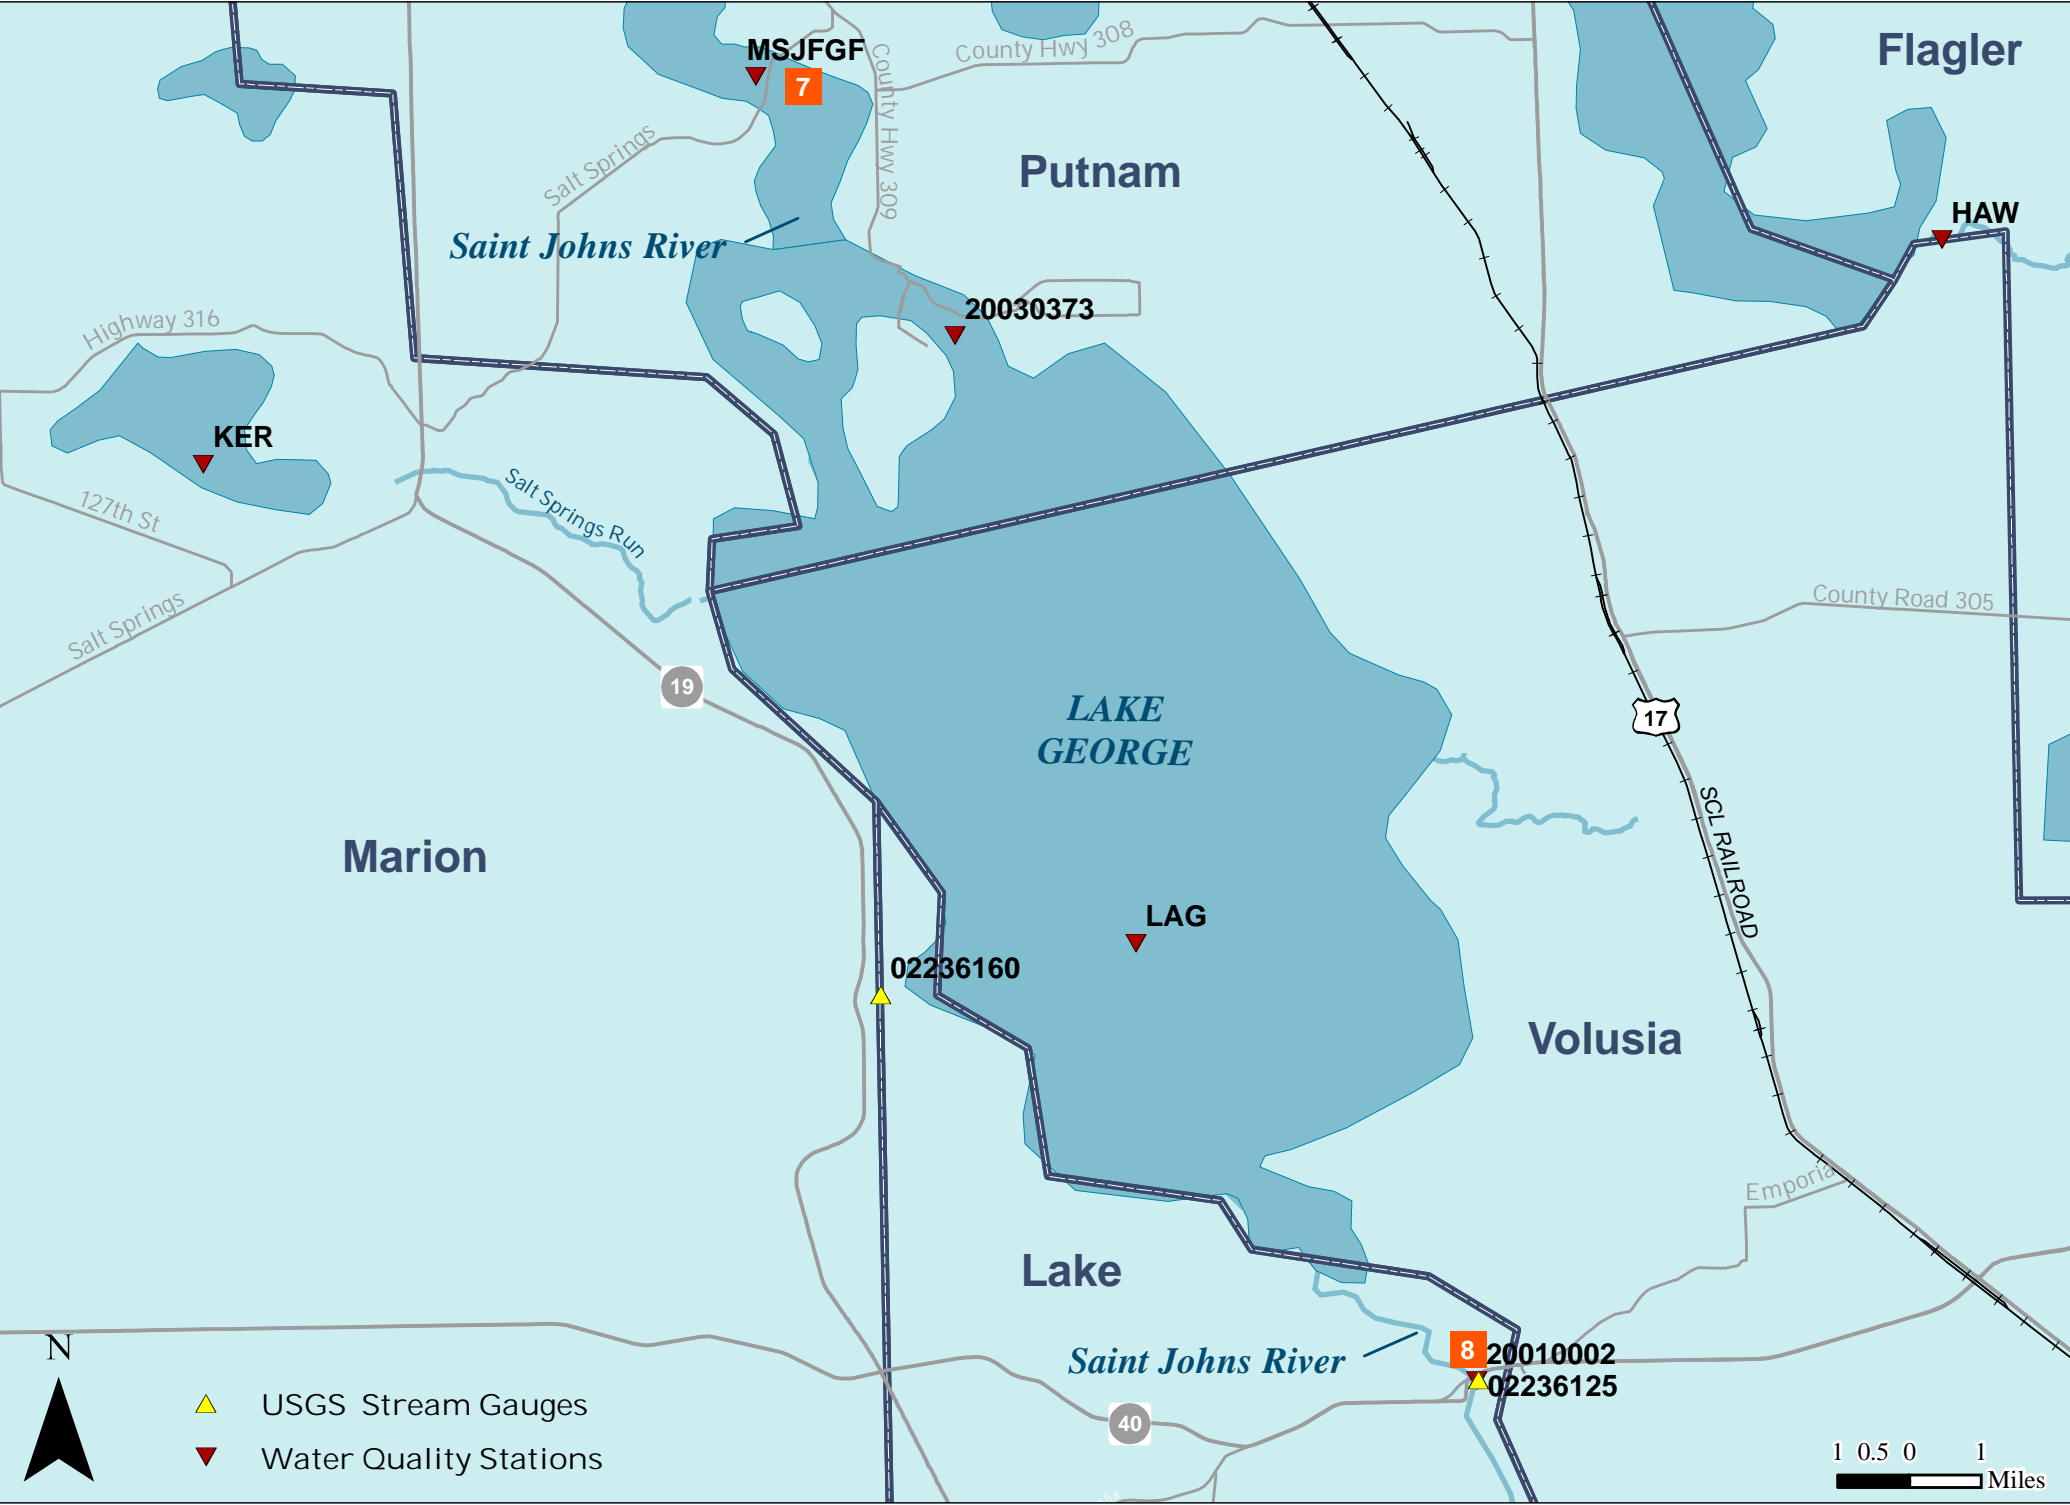 MSJFGF
7
County Hwy 308
County Hwy 309
Flagler
Salt Springs
Putnam
HAW
Saint Johns River
20030373
Highway 316
KER
Salt Springs Run
127th St
County Road 305
Salt Springs
19
LAKE
GEORGE
17
SCL RAILROAD
Marion
LAG
02236160
Volusia
Emporia
Lake
Saint Johns River
8
20010002
02236125
40
N
USGS Stream Gauges
Water Quality Stations
1 0.5 0 1
Miles